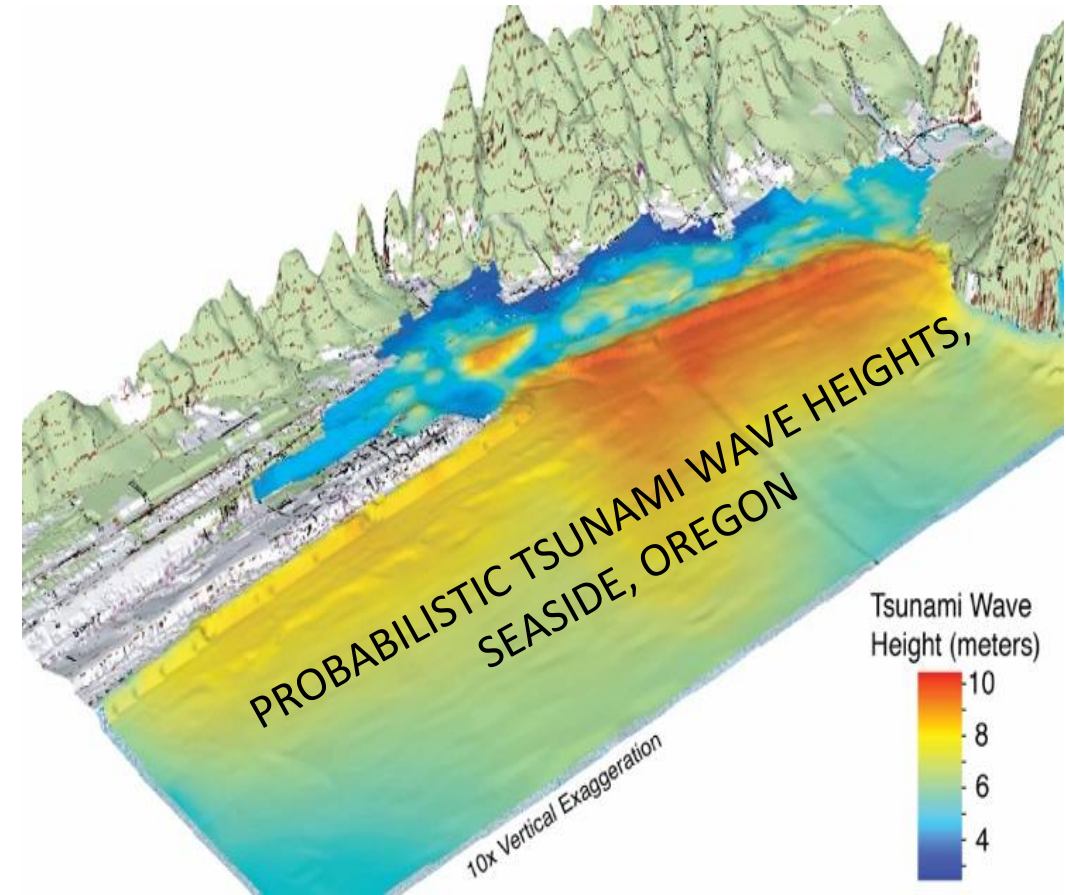 PROBABILISTIC TSUNAMI WAVE HEIGHTS,
SEASIDE, OREGON
10x Vertical Exaggeration
Tsunami Wave
Height (meters)
10
8
6
4